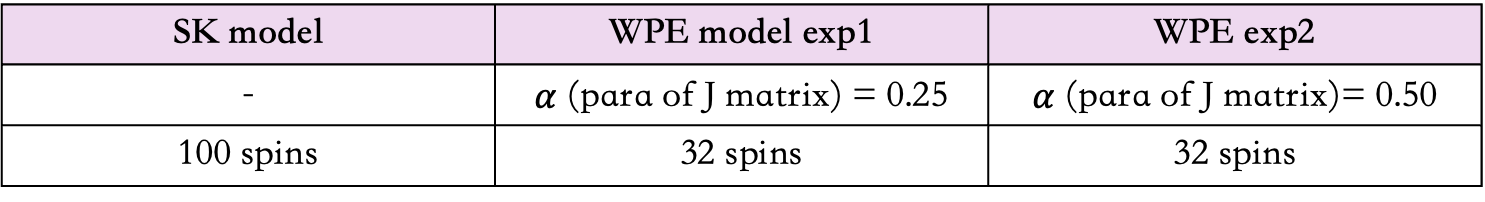 SK model WPE model exp1 WPE exp2
- α (para of J matrix) = 0.25 α (para of J matrix)= 0.50
100 spins 32 spins 32 spins